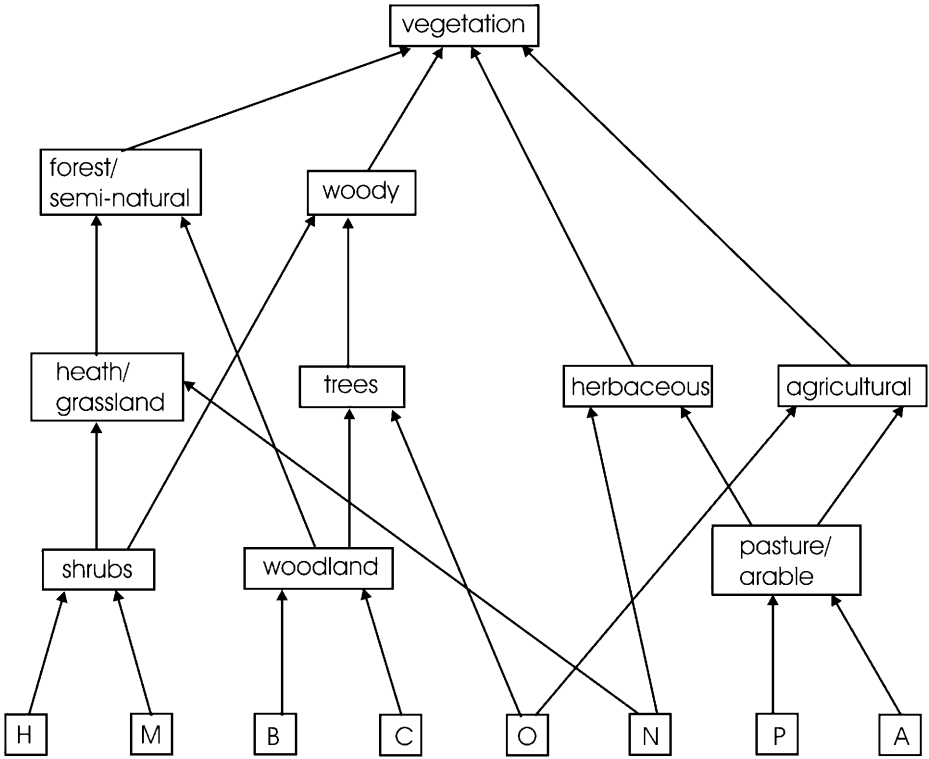 vegetation
forest/
semi-natural
woody
heath/
grassland
trees
herbaceous
agricultural
shrubs
woodland
pasture/
arable
H
M
B
C
O
N
P
A